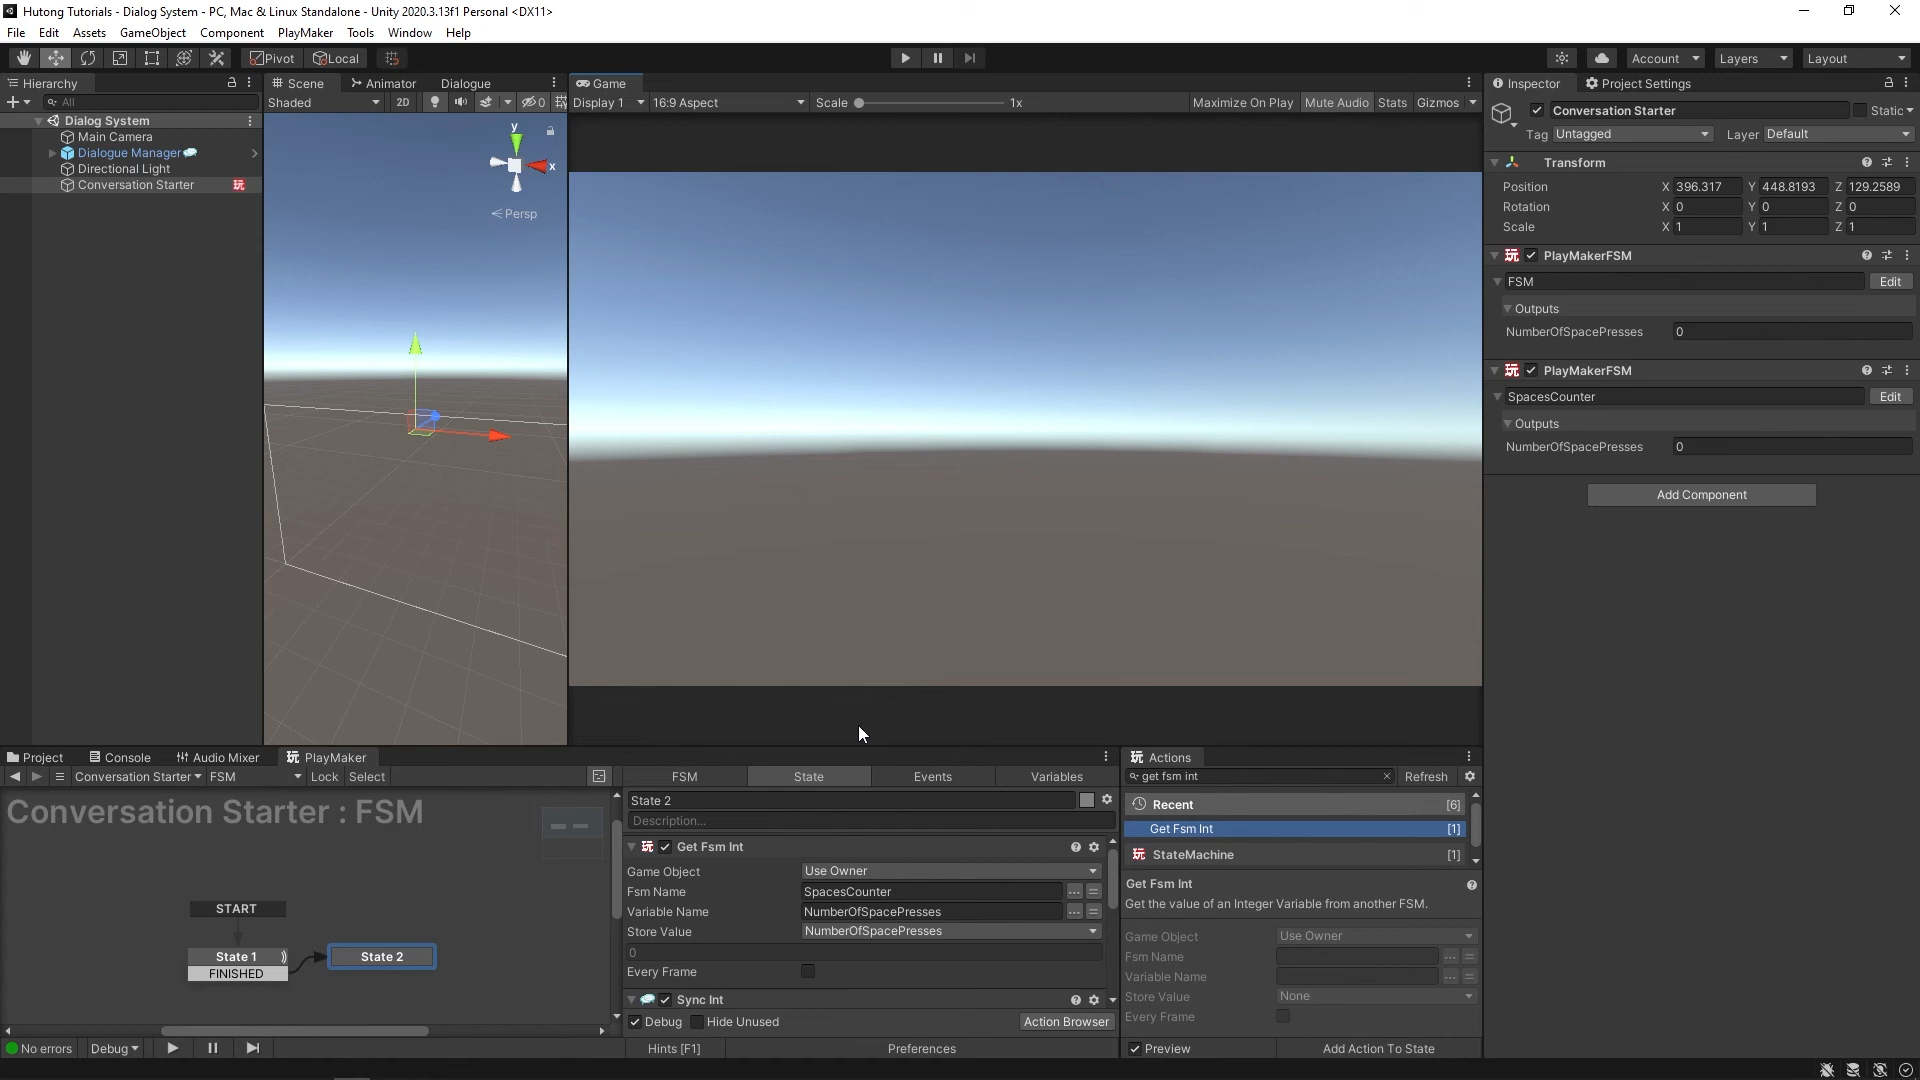 Hutong Tutorials - Dialog System - PC, Mac & Linux Standalone - Unity 2020.3.13f1 Personal <DX11>
File Edit Assets GameObject Component PlayMaker Tools Window Help
Pivot Local Account Layers Layout
Hierarchy
All
Dialog System
Main Camera
Dialogue Manager
Directional Light
Conversation Starter
Scene Animator Dialogue
Shaded 2D 0
y
x
Persp
Game
Display 1 16:9 Aspect Scale 1x Maximize On Play Mute Audio Stats Gizmos
Inspector Project Settings
Conversation Starter Static
Tag Untagged Layer Default
Transform
Position X 396.317 Y 448.8193 Z 129.2589
Rotation X 0 Y 0 Z 0
Scale X 1 Y 1 Z 1
玩 PlayMakerFSM
FSM Edit
Outputs
NumberOfSpacePresses 0
玩 PlayMakerFSM
SpacesCounter Edit
Outputs
NumberOfSpacePresses 0
Add Component
Project Console Audio Mixer 玩 PlayMaker
Conversation Starter FSM Lock Select
Conversation Starter : FSM
START
State 1
FINISHED
State 2
No errors Debug
FSM State Events Variables
State 2
Description...
玩 Get Fsm Int
Game Object Use Owner
Fsm Name SpacesCounter
Variable Name NumberOfSpacePresses
Store Value NumberOfSpacePresses
0
Every Frame
Sync Int
Debug Hide Unused Action Browser
Hints [F1] Preferences
玩 Actions
get fsm int Refresh
Recent [6]
Get Fsm Int [1]
玩 StateMachine [1]
Get Fsm Int
Get the value of an Integer Variable from another FSM.
Game Object Use Owner
Fsm Name
Variable Name
Store Value None
Every Frame
Preview Add Action To State